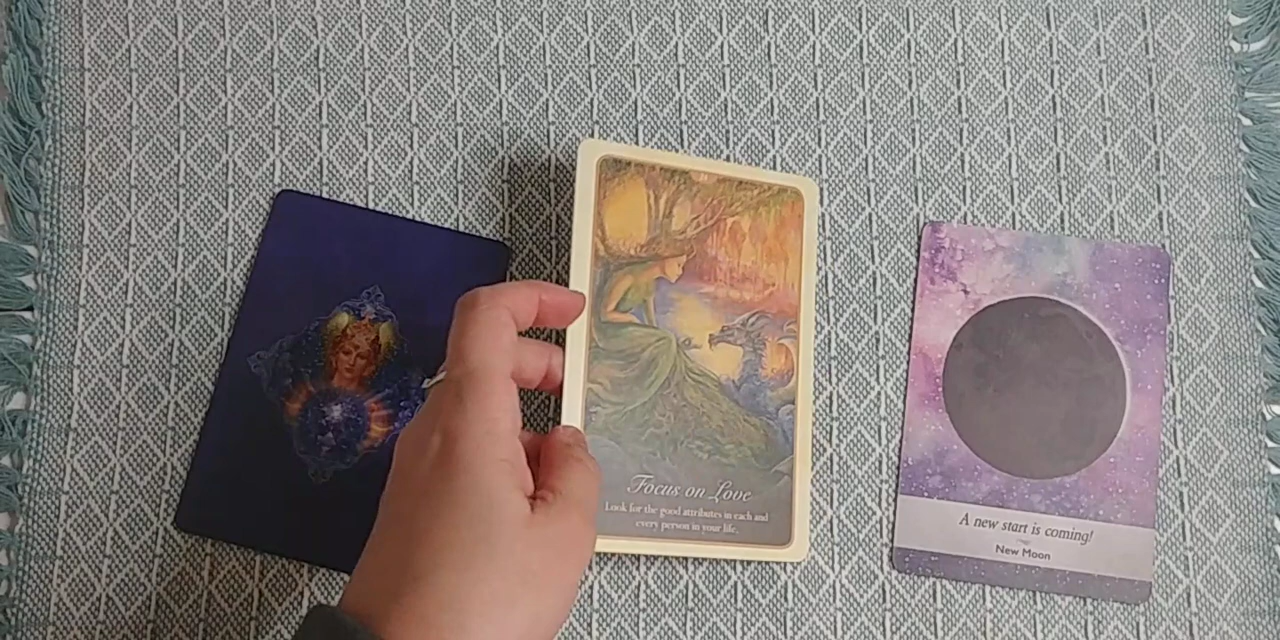 Focus on Love
Look for the good attributes in each and
every person in your life.
A new start is coming!
New Moon